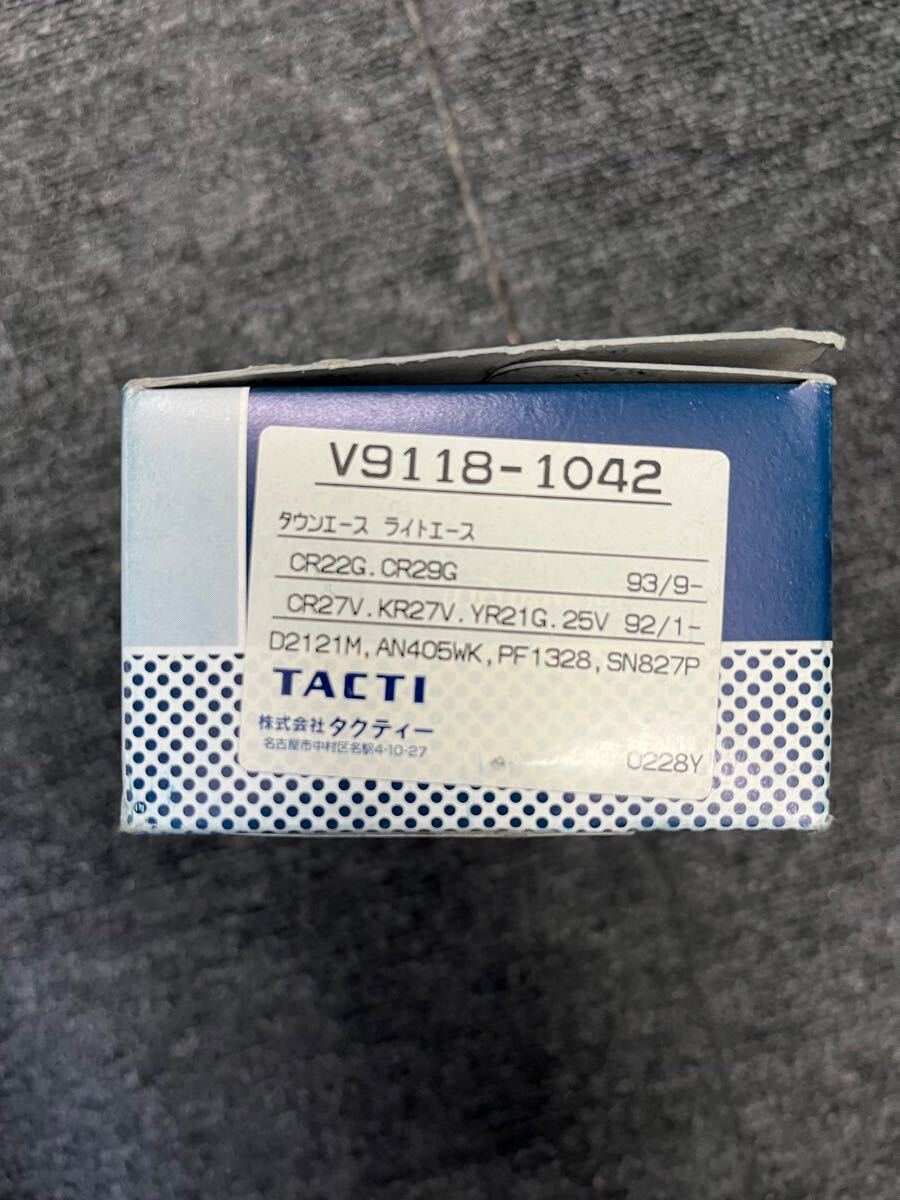 V9118-1042
タウンエース ライトエース
CR22G.CR29G 93/9-
CR27V.KR27V.YR21G.25V 92/1-
D2121M,AN405WK,PF1328,SN827P
TACTI
株式会社タクティー
名古屋市中村区名駅4-10-27
0228Y